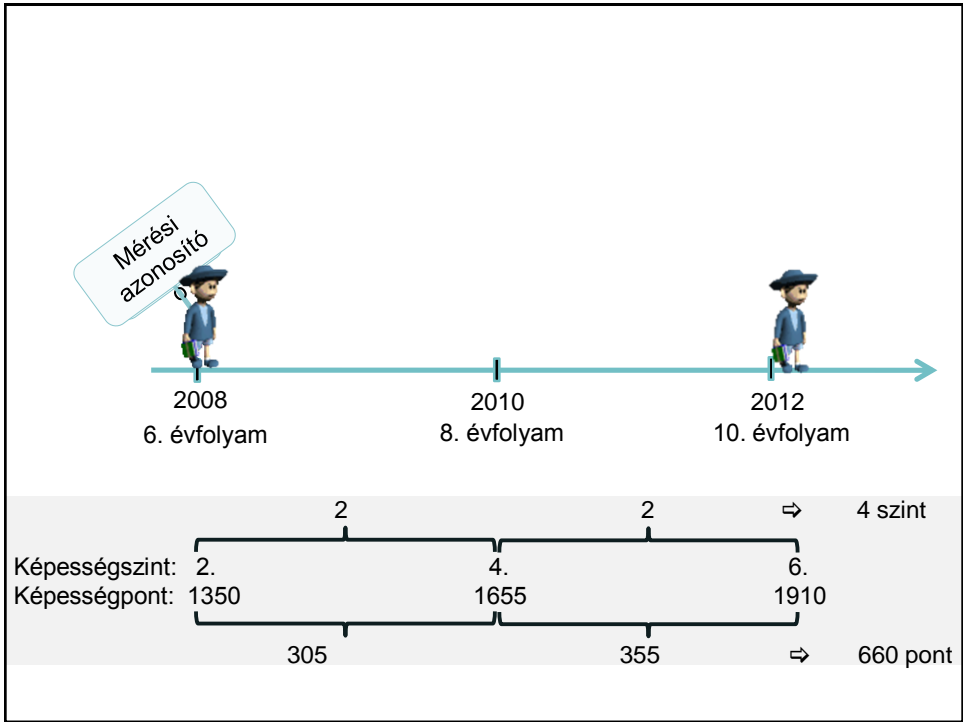 Mérési
azonosító
2008
2010
2012
6. évfolyam
8. évfolyam
10. évfolyam
2
2
⇨
4 szint
Képességszint:
2.
4.
6.
Képességpont:
1350
1655
1910
305
355
⇨
660 pont